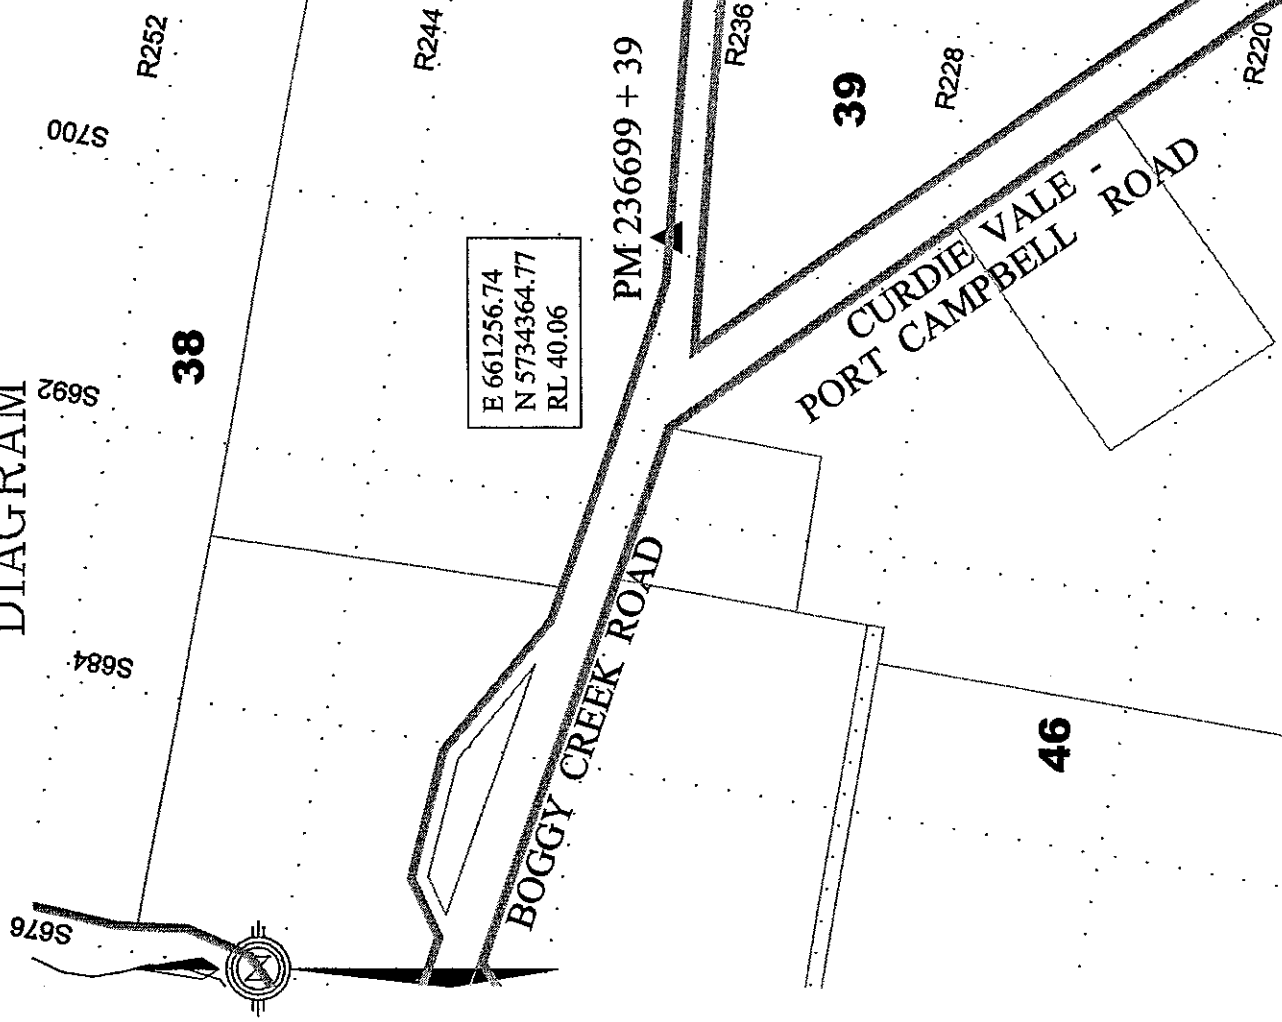 DIAGRAM
S700
S692
S684
S676
R252
R244
R236
R228
R220
38
39
46
PM 236699 + 39
E 661256.74
N 5734364.77
RL 40.06
CURDIE VALE -
PORT CAMPBELL ROAD
BOGGY CREEK ROAD